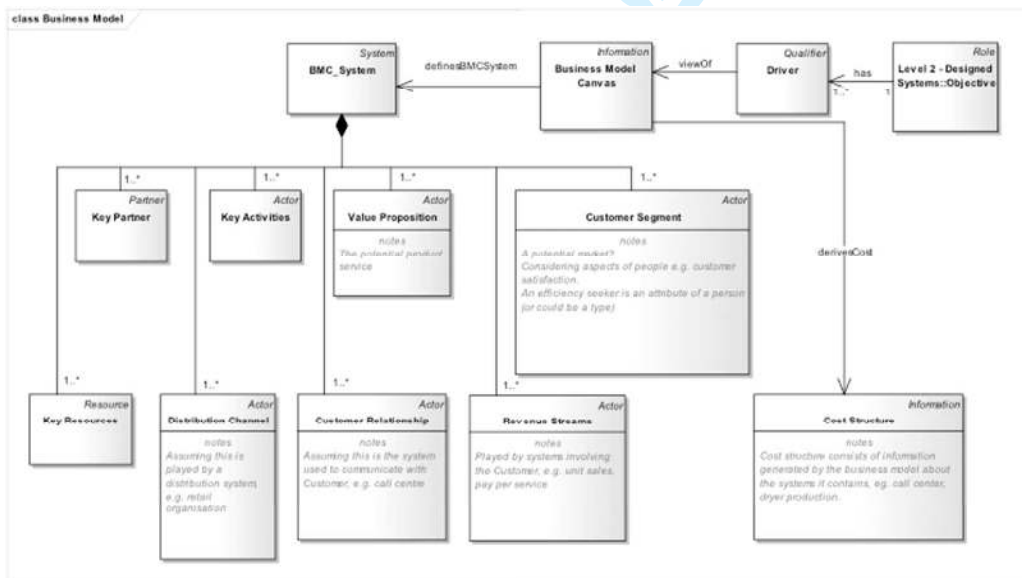 class Business Model
System
BMC_System
definesBMCSystem
Information
Business Model
Canvas
viewOf
Qualifier
Driver
has
1..*
1
Role
Level 2 - Designed
Systems::Objective
1..*
Partner
Key Partner
1..*
Actor
Key Activities
1..*
Actor
Value Proposition
notes
The potential product
service
1..*
Actor
Customer Segment
notes
A potential market?
Considering aspects of people e.g. customer
satisfaction.
An efficiency seeker is an attribute of a person
(or could be a type)
derivesCost
1..*
Resource
Key Resources
1..*
Actor
Distribution Channel
notes
Assuming this is
played by a
distribution system,
e.g. retail
organisation
1..*
Actor
Customer Relationship
notes
Assuming this is the system
used to communicate with
Customer, e.g. call centre
1..*
Actor
Revenue Streams
notes
Played by systems involving
the Customer, e.g. unit sales,
pay per service
Information
Cost Structure
notes
Cost structure consists of information
generated by the business model about
the systems it contains, eg. call center,
dryer production.